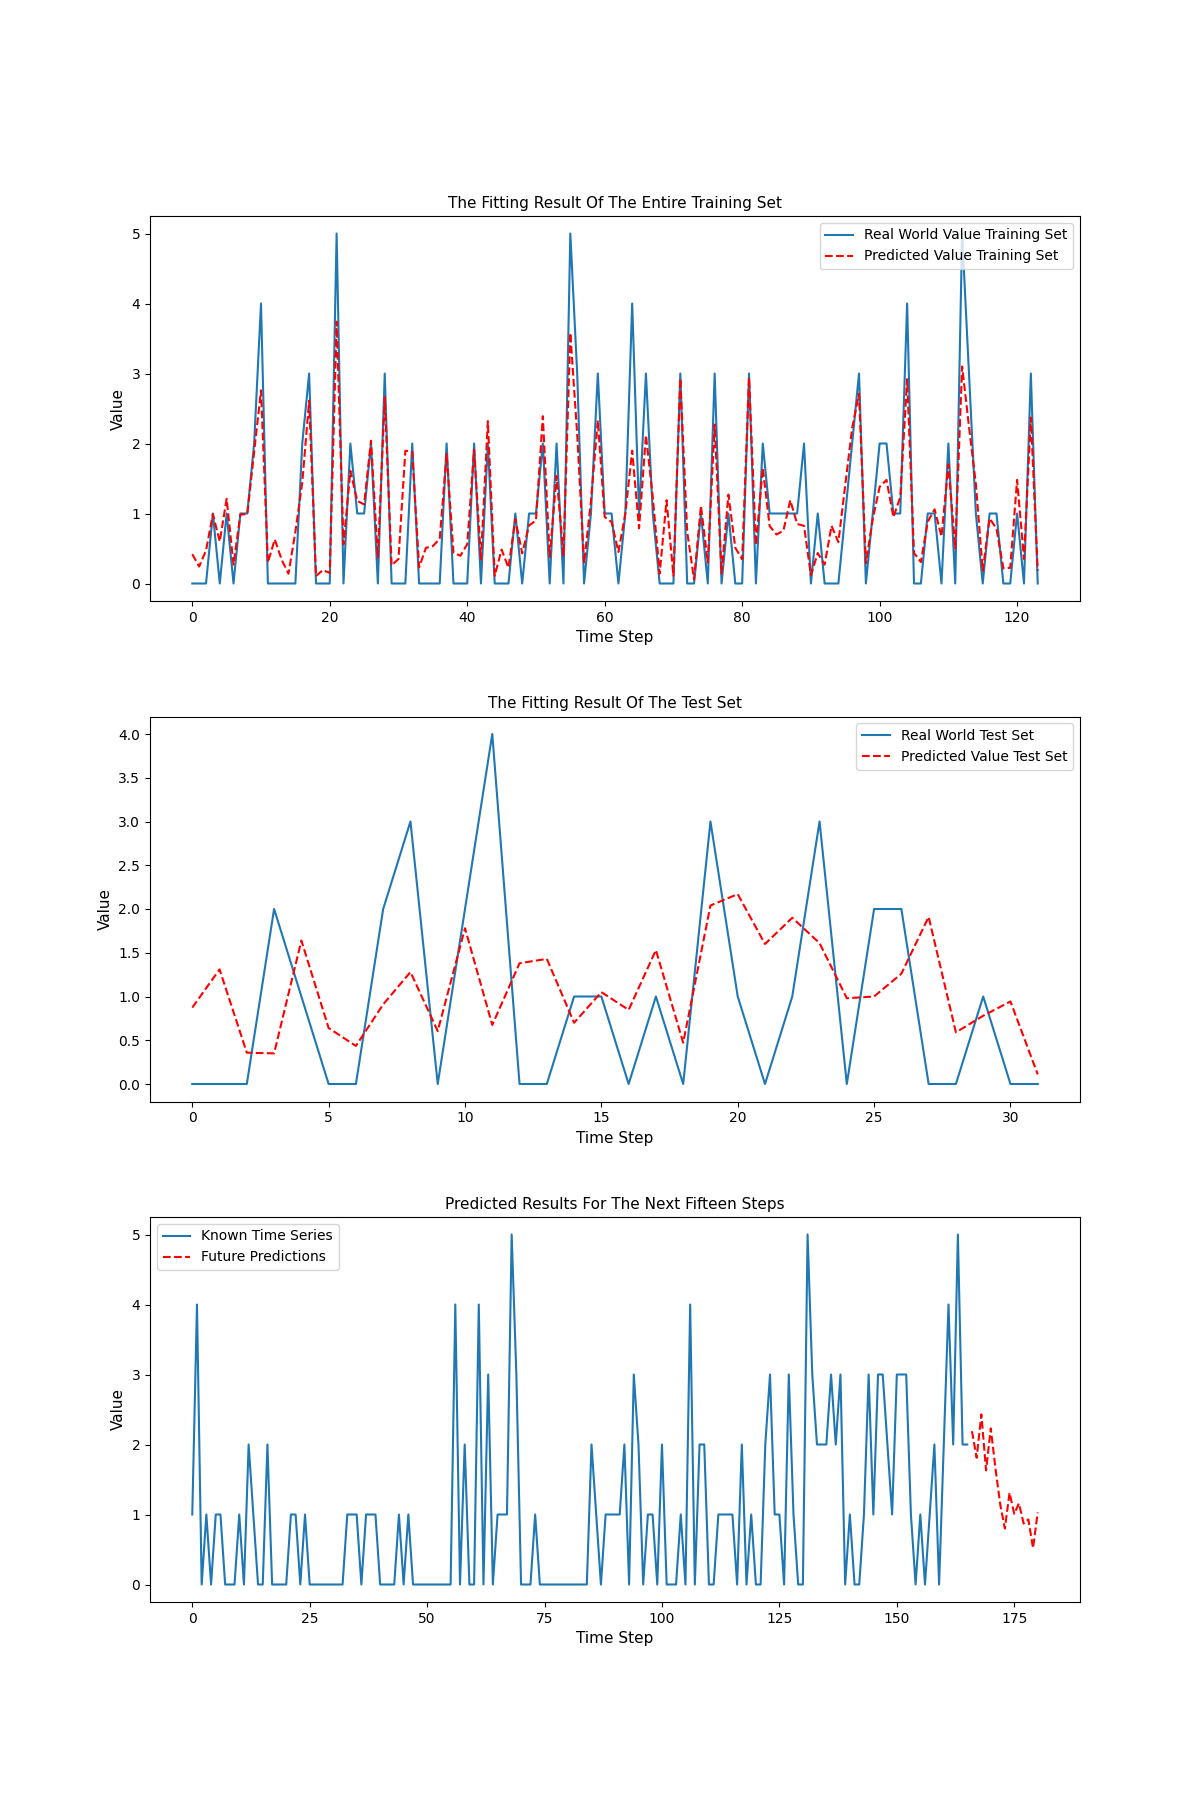 The Fitting Result Of The Entire Training Set
Real World Value Training Set
Predicted Value Training Set
Value
5
4
3
2
1
0
0 20 40 60 80 100 120
Time Step
The Fitting Result Of The Test Set
Real World Test Set
Predicted Value Test Set
Value
4.0
3.5
3.0
2.5
2.0
1.5
1.0
0.5
0.0
0 5 10 15 20 25 30
Time Step
Predicted Results For The Next Fifteen Steps
Known Time Series
Future Predictions
Value
5
4
3
2
1
0
0 25 50 75 100 125 150 175
Time Step